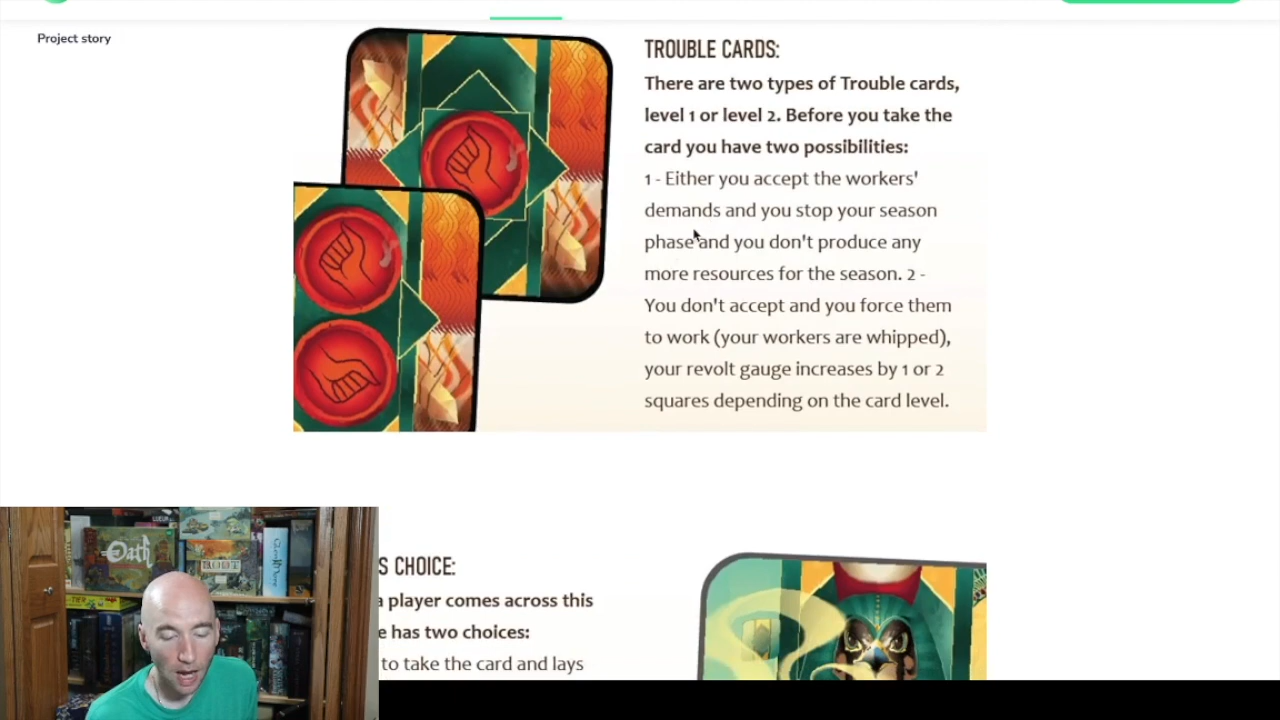 Project story
TROUBLE CARDS:
There are two types of Trouble cards,
level 1 or level 2. Before you take the
card you have two possibilities:
1 - Either you accept the workers'
demands and you stop your season
phase and you don't produce any
more resources for the season. 2 -
You don't accept and you force them
to work (your workers are whipped),
your revolt gauge increases by 1 or 2
squares depending on the card level.
S CHOICE:
a player comes across this
e has two choices:
to take the card and lays
Oath
ROOT